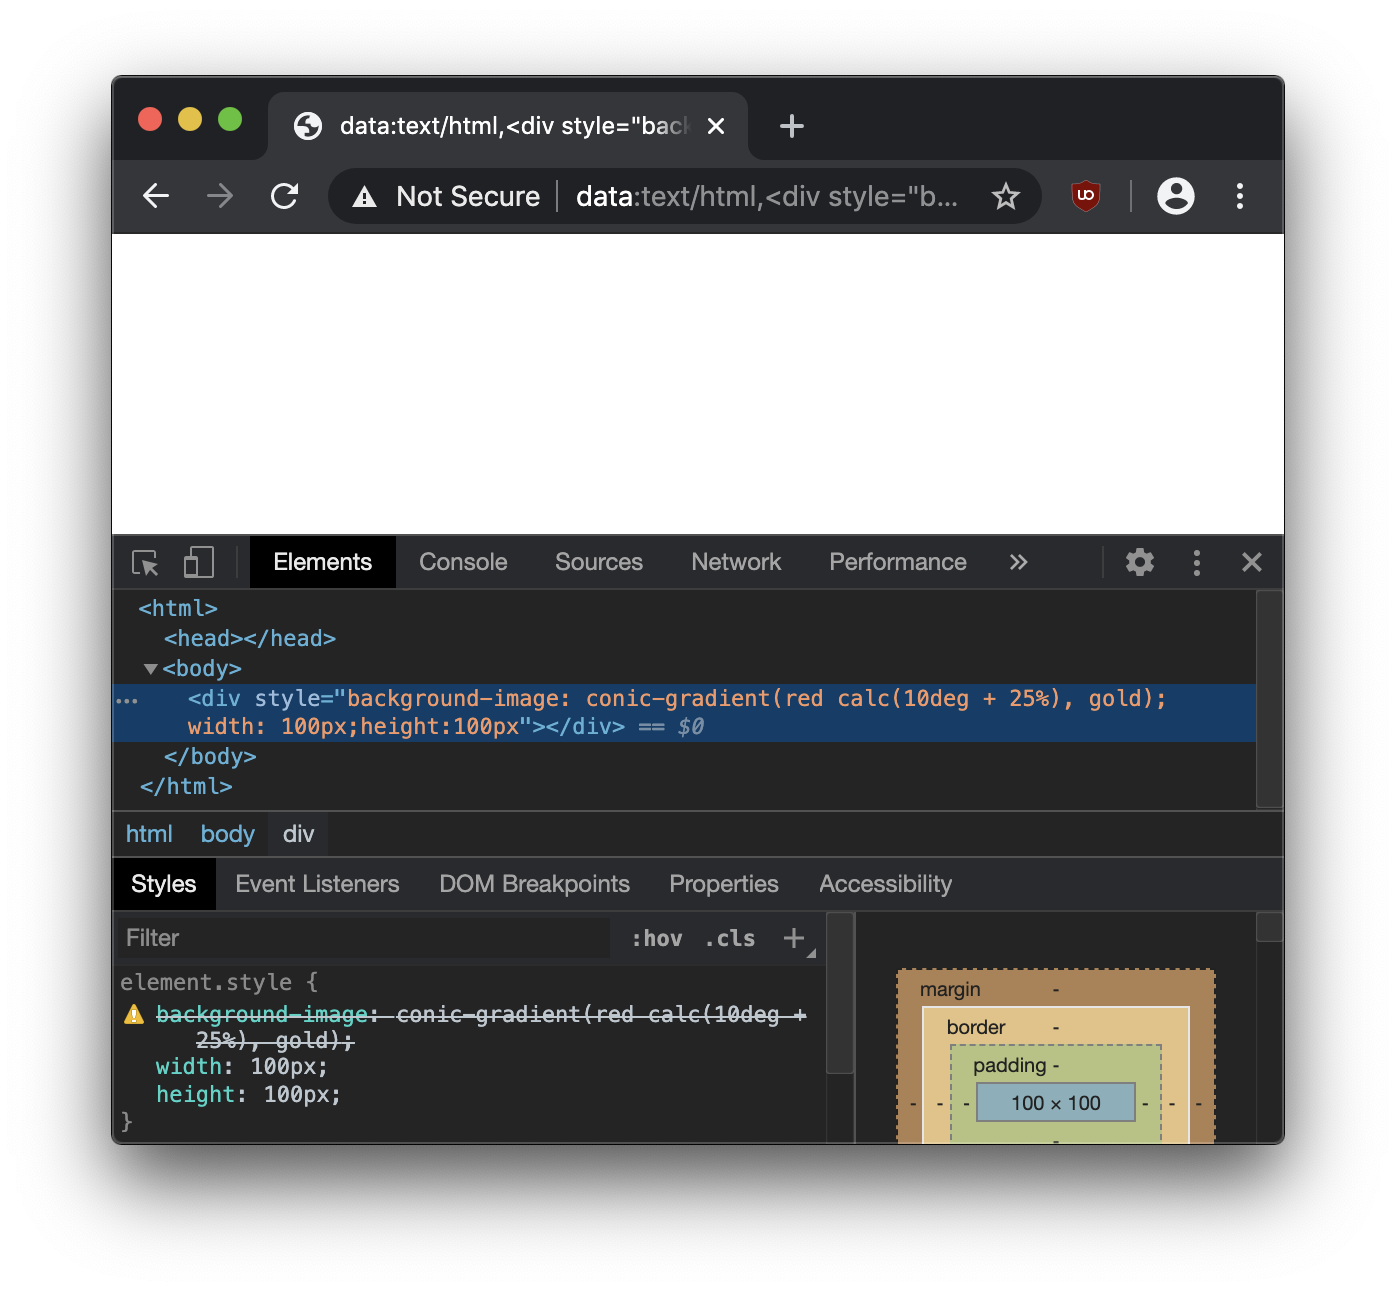 data:text/html,<div style="back
Not Secure data:text/html,<div style="b...
Elements Console Sources Network Performance »
<html>
<head></head>
<body>
<div style="background-image: conic-gradient(red calc(10deg + 25%), gold);
width: 100px;height:100px"></div> == $0
</body>
</html>
html body div
Styles Event Listeners DOM Breakpoints Properties Accessibility
Filter :hov .cls +
element.style {
background-image: conic-gradient(red calc(10deg +
25%), gold);
width: 100px;
height: 100px;
}
margin -
border -
padding -
- - - 100 × 100 - - -
-